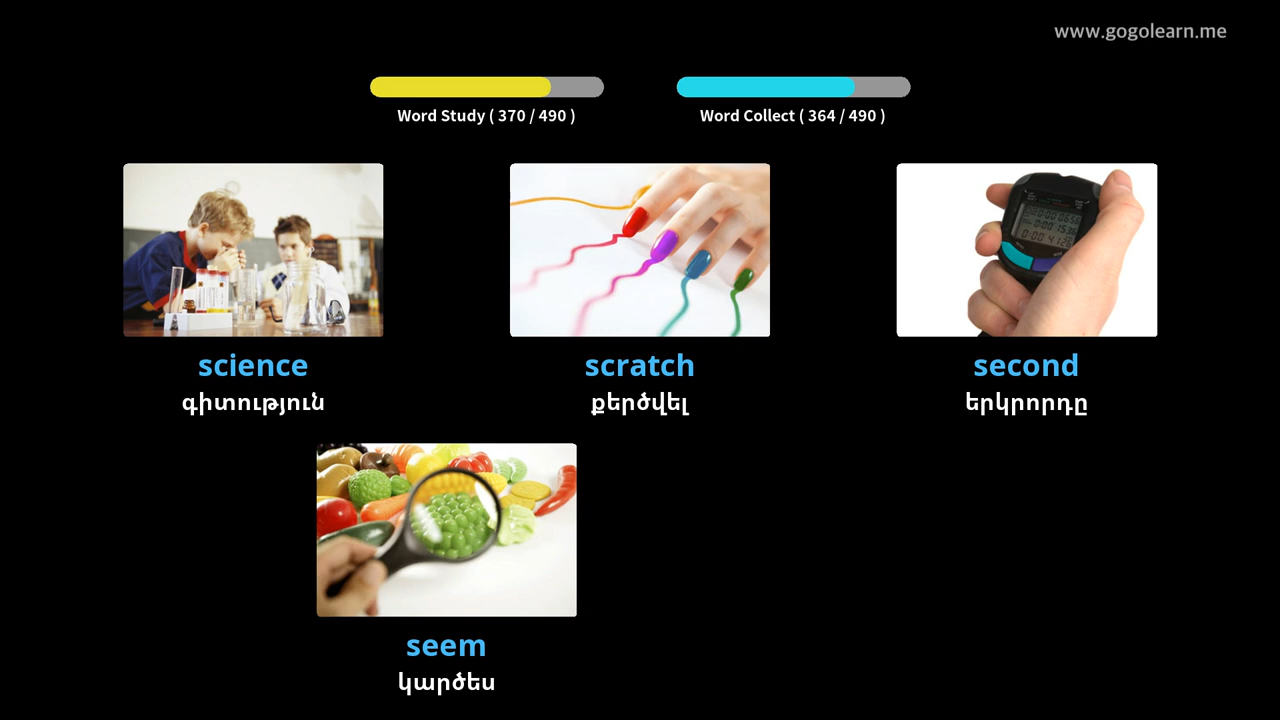 www.gogolearn.me
Word Study ( 370 / 490 )
Word Collect ( 364 / 490 )
science
գիտություն
scratch
քերծվել
second
երկրորդը
seem
կարծես